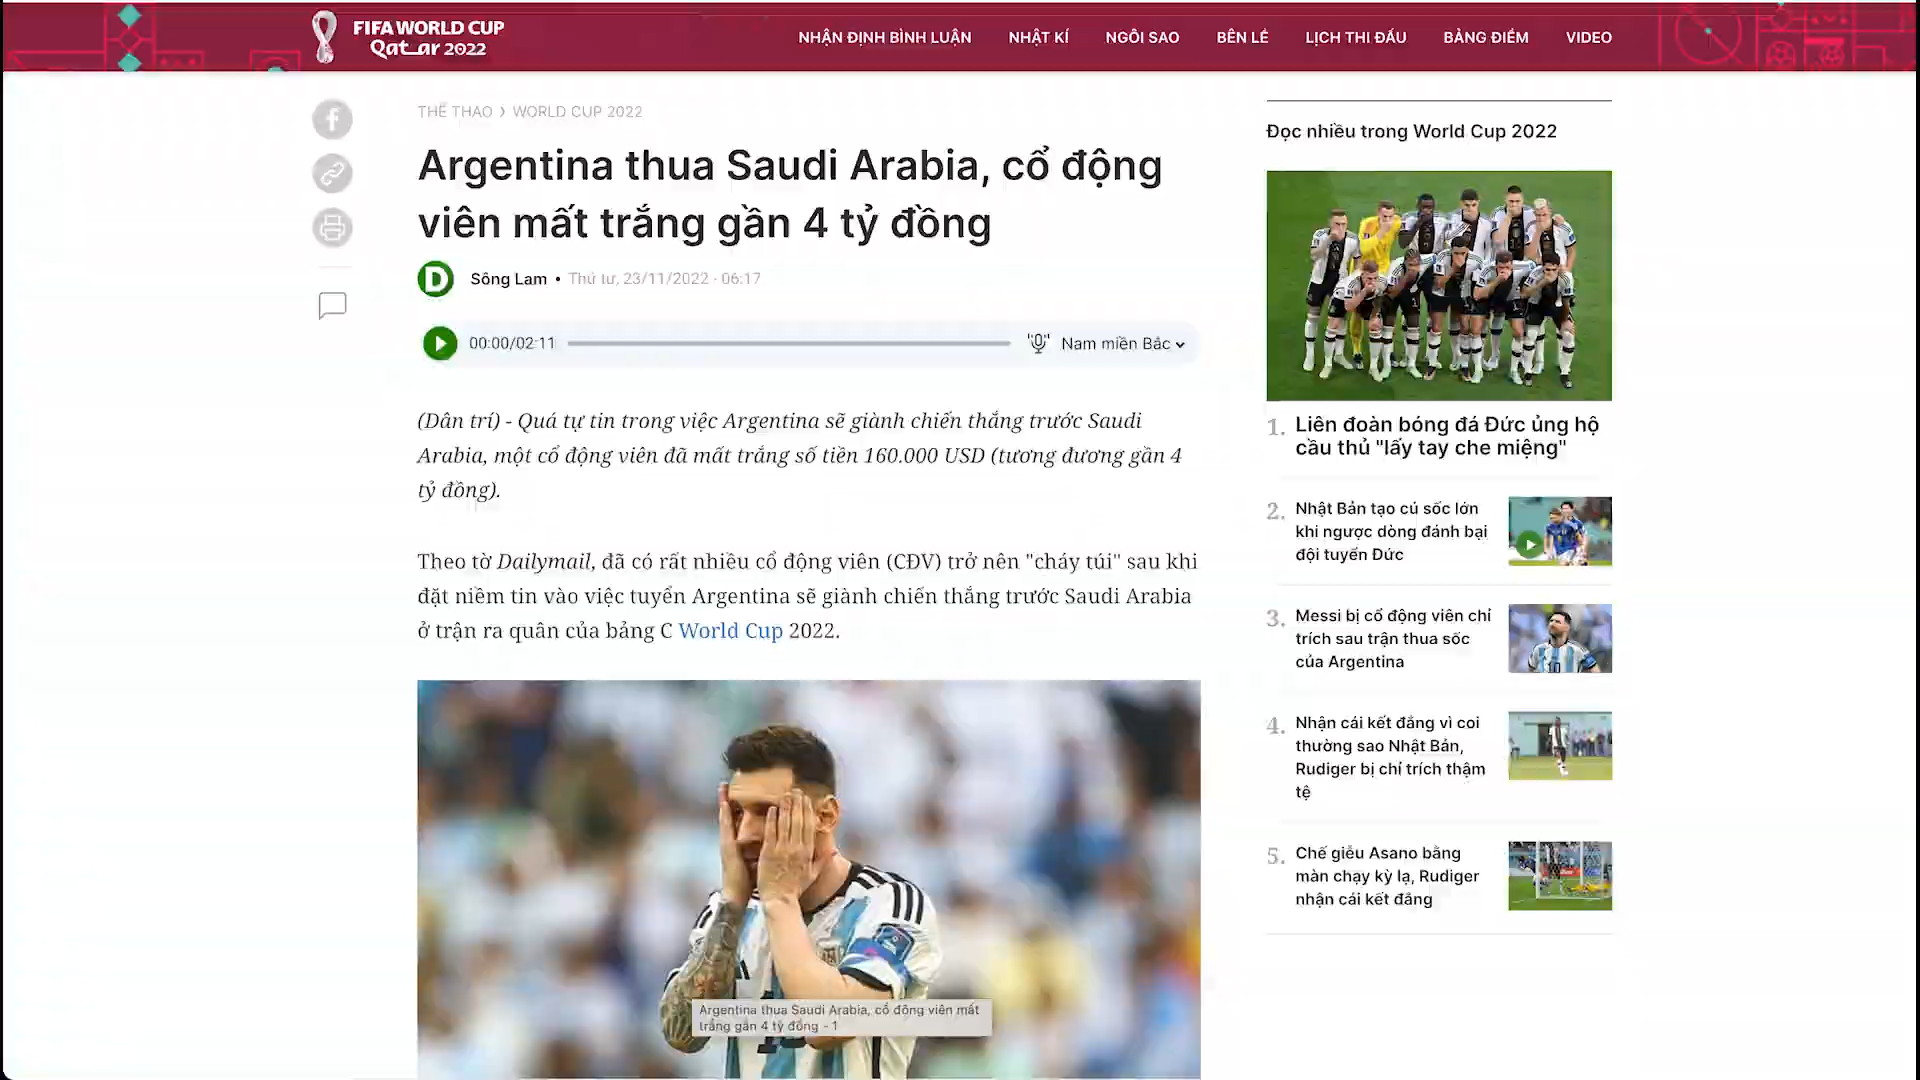 FIFA WORLD CUP
Qatar 2022
NHẬN ĐỊNH BÌNH LUẬN
NHẬT KÍ
NGÔI SAO
BÊN LỀ
LỊCH THI ĐẤU
BẢNG ĐIỂM
VIDEO
THỂ THAO › WORLD CUP 2022
Argentina thua Saudi Arabia, cổ động
viên mất trắng gần 4 tỷ đồng
Sông Lam • Thứ tư, 23/11/2022 - 06:17
00:00/02:11
Nam miền Bắc
(Dân trí) - Quá tự tin trong việc Argentina sẽ giành chiến thắng trước Saudi
Arabia, một cổ động viên đã mất trắng số tiền 160.000 USD (tương đương gần 4
tỷ đồng).
Theo tờ Dailymail, đã có rất nhiều cổ động viên (CĐV) trở nên "cháy túi" sau khi
đặt niềm tin vào việc tuyển Argentina sẽ giành chiến thắng trước Saudi Arabia
ở trận ra quân của bảng C World Cup 2022.
Argentina thua Saudi Arabia, cổ động viên mất
trắng gần 4 tỷ đồng - 1
Đọc nhiều trong World Cup 2022
1. Liên đoàn bóng đá Đức ủng hộ
cầu thủ "lấy tay che miệng"
2. Nhật Bản tạo cú sốc lớn
khi ngược dòng đánh bại
đội tuyển Đức
3. Messi bị cổ động viên chỉ
trích sau trận thua sốc
của Argentina
4. Nhận cái kết đắng vì coi
thường sao Nhật Bản,
Rudiger bị chỉ trích thậm
tệ
5. Chế giễu Asano bằng
màn chạy kỳ lạ, Rudiger
nhận cái kết đắng